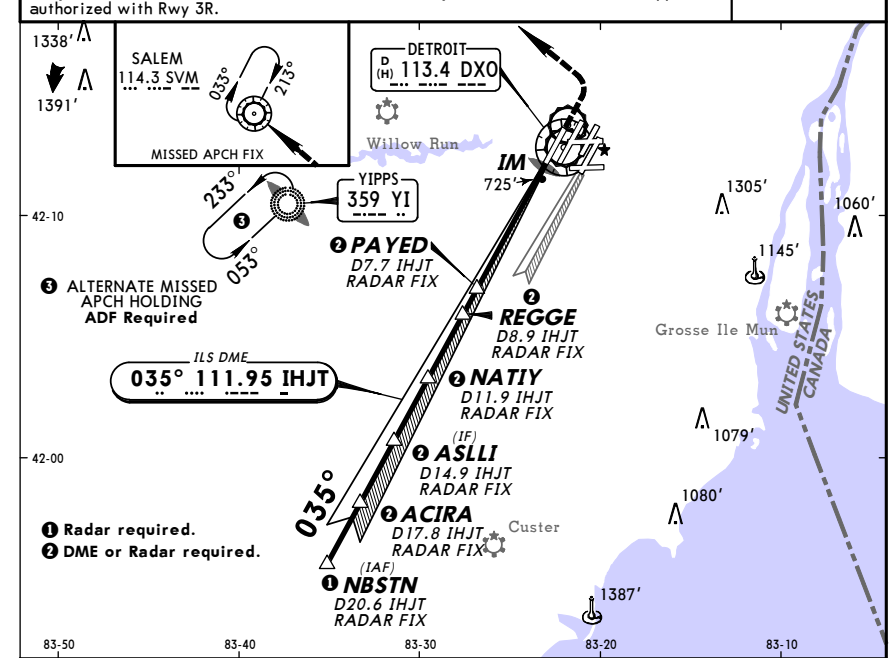 authorized with Rwy 3R.
1338'
1391'
SALEM
114.3 SVM
033°
213°
MISSED APCH FIX
DETROIT
D
(H) 113.4 DXO
Willow Run
IM
725'
YIPPS
359 YI
233°
3
053°
42-10
1305'
1060'
1145'
2 PAYED
D7.7 IHJT
RADAR FIX
3 ALTERNATE MISSED
APCH HOLDING
ADF Required
2
REGGE
D8.9 IHJT
RADAR FIX
Grosse Ile Mun
UNITED STATES
CANADA
ILS DME
035° 111.95 IHJT
2 NATIY
D11.9 IHJT
RADAR FIX
1079'
(IF)
2 ASLLI
D14.9 IHJT
RADAR FIX
42-00
035°
1080'
2 ACIRA
D17.8 IHJT
RADAR FIX
Custer
1 Radar required.
2 DME or Radar required.
(IAF)
1 NBSTN
D20.6 IHJT
RADAR FIX
1387'
83-50
83-40
83-30
83-20
83-10